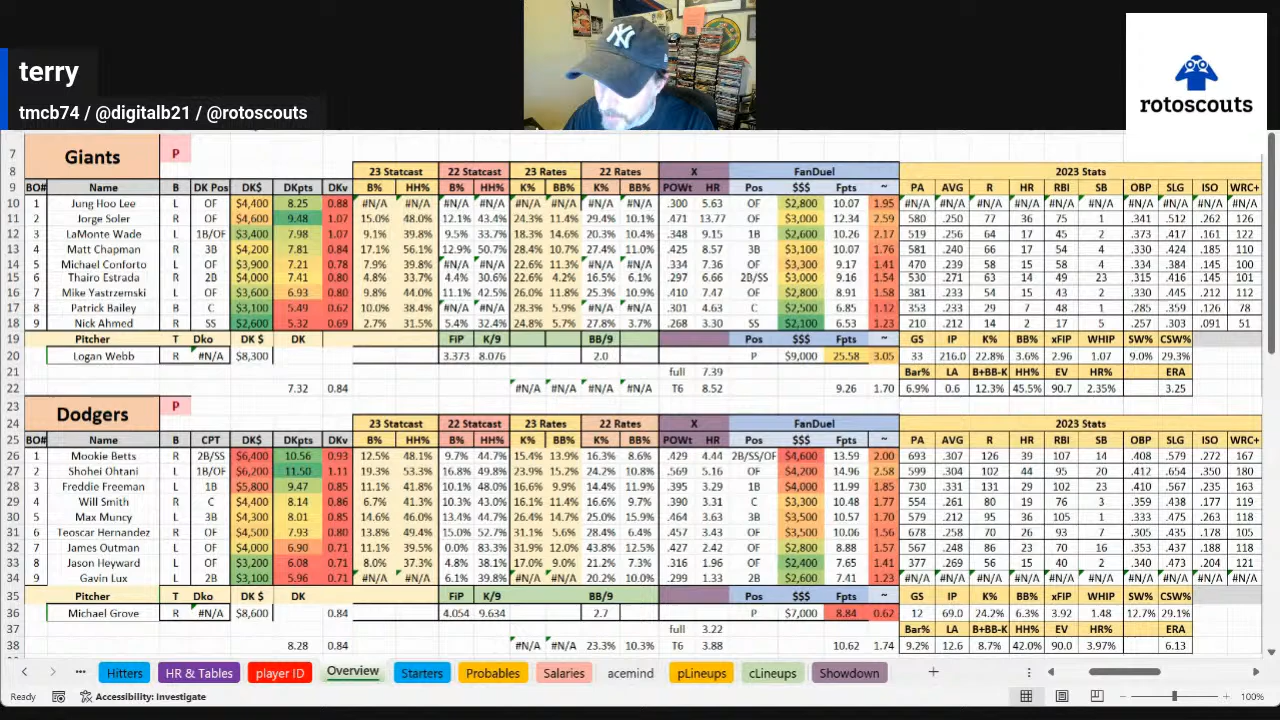 terry
tmcb74 / @digitalb21 / @rotoscouts
rotoscouts
7 Giants P
8 23 Statcast 22 Statcast 23 Rates 22 Rates X FanDuel 2023 Stats
9 BO# Name B DK Pos DK$ DKpts DKv B% HH% B% HH% K% BB% K% BB% POWt HR Pos $$$ Fpts ~ PA AVG R HR RBI SB OBP SLG ISO WRC+
10 1 Jung Hoo Lee L OF $4,400 8.25 0.88 #N/A #N/A #N/A #N/A #N/A #N/A #N/A #N/A .300 5.63 OF $2,800 10.07 1.95 #N/A #N/A #N/A #N/A #N/A #N/A #N/A #N/A #N/A #N/A
11 2 Jorge Soler R OF $4,600 9.48 1.07 15.0% 48.0% 12.1% 43.4% 24.3% 11.4% 29.4% 10.1% .471 13.77 OF $3,000 12.34 2.59 580 .250 77 36 75 1 .341 .512 .262 126
12 3 LaMonte Wade L 1B/OF $3,400 7.98 1.07 9.1% 39.8% 9.5% 33.7% 18.3% 14.6% 20.3% 10.4% .348 9.15 1B $2,600 10.26 2.17 519 .256 64 17 45 2 .373 .417 .161 122
13 4 Matt Chapman R 3B $4,200 7.81 0.84 17.1% 56.1% 12.9% 50.7% 28.4% 10.7% 27.4% 11.0% .425 8.57 3B $3,100 10.07 1.76 581 .240 66 17 54 4 .330 .424 .185 110
14 5 Michael Conforto L OF $3,900 7.21 0.78 7.9% 39.8% #N/A #N/A 22.6% 11.3% #N/A #N/A .334 7.36 OF $3,300 9.17 1.41 470 .239 58 15 58 4 .334 .384 .145 100
15 6 Thairo Estrada R 2B $4,000 7.41 0.80 4.8% 33.7% 4.4% 30.6% 22.6% 4.2% 16.5% 6.1% .297 6.66 2B/SS $3,000 9.16 1.54 530 .271 63 14 49 23 .315 .416 .145 101
16 7 Mike Yastrzemski L OF $3,600 6.93 0.80 9.8% 44.0% 11.1% 42.5% 26.0% 11.8% 25.3% 10.9% .410 7.47 OF $2,800 8.91 1.58 381 .233 54 15 43 2 .330 .445 .212 112
17 8 Patrick Bailey B C $3,100 5.49 0.62 10.0% 38.4% #N/A #N/A 28.3% 5.9% #N/A #N/A .301 4.63 C $2,500 6.85 1.12 353 .233 29 7 48 1 .285 .359 .126 78
18 9 Nick Ahmed R SS $2,600 5.32 0.69 2.7% 31.5% 5.4% 32.4% 24.8% 5.7% 27.8% 3.7% .268 3.30 SS $2,100 6.53 1.23 210 .212 14 2 17 5 .257 .303 .091 51
19 Pitcher T Dko DK $ DK FIP K/9 BB/9 Pos $$$ Fpts ~ GS IP K% BB% xFIP WHIP SW% CSW%
20 Logan Webb R #N/A $8,300 3.373 8.076 2.0 P $9,000 25.58 3.05 33 216.0 22.8% 3.6% 2.96 1.07 9.0% 29.3%
21 full 7.39 Bar% LA B+BB-K HH% EV HR% ERA
22 7.32 0.84 #N/A #N/A #N/A #N/A T6 8.52 9.26 1.70 6.9% 0.6 12.3% 45.5% 90.7 2.35% 3.25
23 Dodgers P
24 23 Statcast 22 Statcast 23 Rates 22 Rates X FanDuel 2023 Stats
25 BO# Name B CPT DK$ DKpts DKv B% HH% B% HH% K% BB% K% BB% POWt HR Pos $$$ Fpts ~ PA AVG R HR RBI SB OBP SLG ISO WRC+
26 1 Mookie Betts R 2B/SS $6,400 10.56 0.93 12.5% 48.1% 9.7% 44.7% 15.4% 13.9% 16.3% 8.6% .429 4.44 2B/SS/OF $4,600 13.59 2.00 693 .307 126 39 107 14 .408 .579 .272 167
27 2 Shohei Ohtani L 1B/OF $6,200 11.50 1.11 19.3% 53.3% 16.8% 49.8% 23.9% 15.2% 24.2% 10.8% .569 5.16 OF $4,200 14.96 2.58 599 .304 102 44 95 20 .412 .654 .350 180
28 3 Freddie Freeman L 1B $5,800 9.47 0.85 11.1% 41.8% 10.1% 48.0% 16.6% 9.9% 14.4% 11.9% .395 3.29 1B $4,000 11.99 1.85 730 .331 131 29 102 23 .410 .567 .235 163
29 4 Will Smith R C $4,400 8.14 0.86 6.7% 41.3% 10.3% 43.0% 16.1% 11.4% 16.6% 9.7% .390 3.31 C $3,300 10.48 1.77 554 .261 80 19 76 3 .359 .438 .177 119
30 5 Max Muncy L 3B $4,300 8.01 0.85 14.6% 46.0% 13.4% 44.7% 26.4% 14.7% 25.0% 15.9% .464 3.63 3B $3,500 10.57 1.70 579 .212 95 36 105 1 .333 .475 .263 118
31 6 Teoscar Hernandez R OF $4,500 7.93 0.80 13.8% 49.4% 15.0% 52.7% 31.1% 5.6% 28.4% 6.4% .457 3.43 OF $3,500 10.06 1.56 678 .258 70 26 93 7 .305 .435 .178 105
32 7 James Outman L OF $4,000 6.90 0.71 11.1% 39.5% 0.0% 83.3% 31.9% 12.0% 43.8% 12.5% .427 2.42 OF $2,800 8.88 1.57 567 .248 86 23 70 16 .353 .437 .188 118
33 8 Jason Heyward L OF $3,200 6.08 0.71 8.0% 37.3% 4.8% 38.1% 17.0% 9.0% 21.2% 7.3% .316 1.96 OF $2,400 7.65 1.41 377 .269 56 15 40 2 .340 .473 .204 121
34 9 Gavin Lux L 2B $3,100 5.96 0.71 #N/A #N/A 6.1% 39.8% #N/A #N/A 20.2% 10.0% .299 1.33 2B $2,600 7.41 1.23 #N/A #N/A #N/A #N/A #N/A #N/A #N/A #N/A #N/A #N/A
35 Pitcher T Dko DK $ DK FIP K/9 BB/9 Pos $$$ Fpts ~ GS IP K% BB% xFIP WHIP SW% CSW%
36 Michael Grove R #N/A $8,600 0.84 4.054 9.634 2.7 P $7,000 8.84 0.62 12 69.0 24.2% 6.3% 3.92 1.48 12.7% 29.1%
37 full 3.22 Bar% LA B+BB-K HH% EV HR% ERA
38 8.28 0.84 #N/A #N/A 23.3% 10.3% T6 3.88 10.62 1.74 9.2% 12.6 8.7% 42.0% 90.0 3.97% 6.13
Hitters HR & Tables player ID Overview Starters Probables Salaries acemind pLineups cLineups Showdown
Ready Accessibility: Investigate 100%